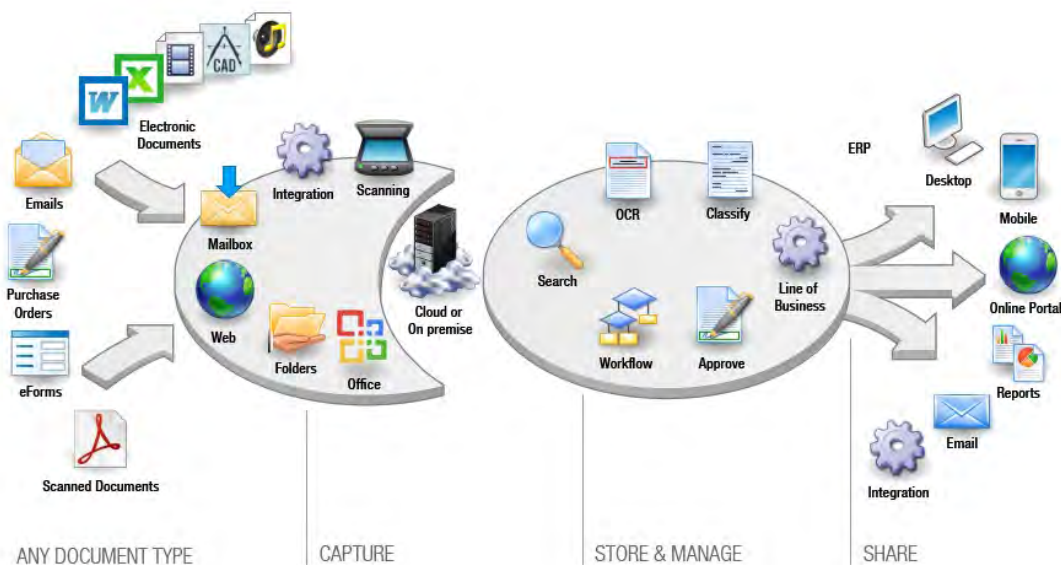 W
X
CAD
Electronic
Documents
Emails
Purchase
Orders
eForms
Scanned Documents
Integration
Scanning
Mailbox
Web
Folders
Office
Cloud or
On premise
OCR
Classify
Search
Line of
Business
Workflow
Approve
ERP
Desktop
Mobile
Online Portal
Reports
Email
Integration
ANY DOCUMENT TYPE
CAPTURE
STORE & MANAGE
SHARE